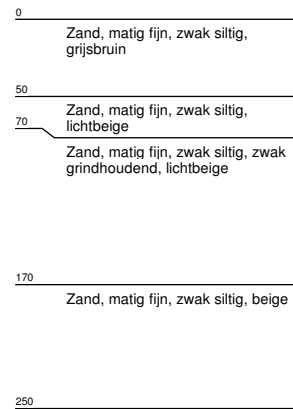 0
Zand, matig fijn, zwak siltig,
grijsbruin
50
Zand, matig fijn, zwak siltig,
lichtbeige
70
Zand, matig fijn, zwak siltig, zwak
grindhoudend, lichtbeige
170
Zand, matig fijn, zwak siltig, beige
250